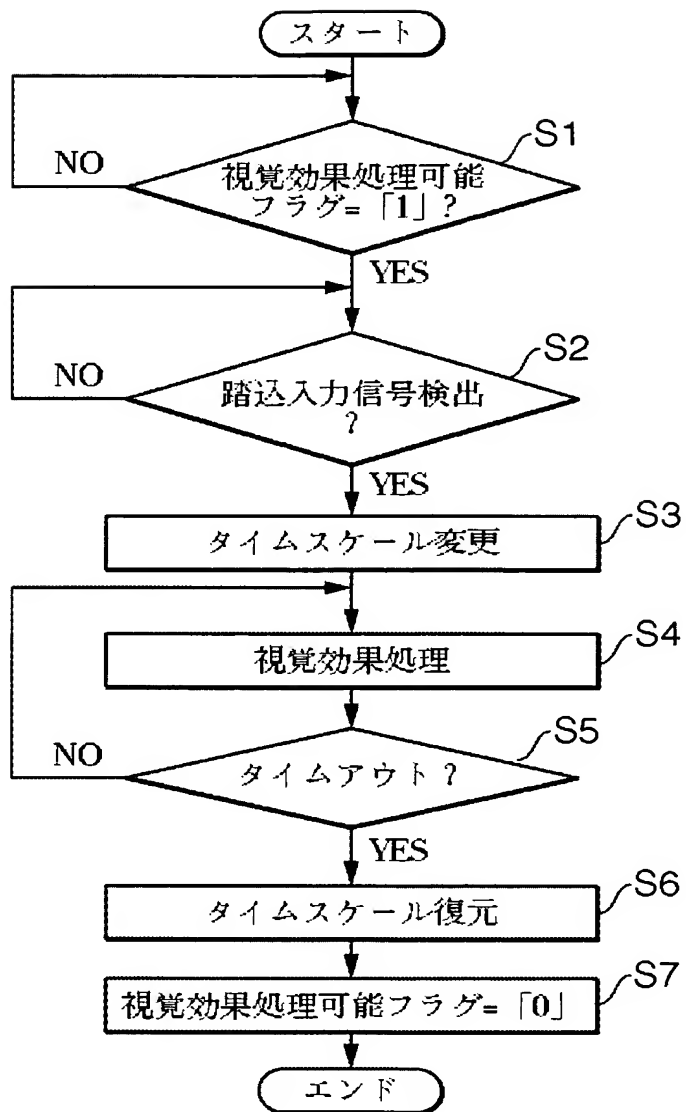 スタート
S1
NO
視覚効果処理可能
フラグ=「1」?
YES
S2
NO
踏込入力信号検出
?
YES
S3
タイムスケール変更
S4
視覚効果処理
S5
NO
タイムアウト?
YES
S6
タイムスケール復元
S7
視覚効果処理可能フラグ=「0」
エンド